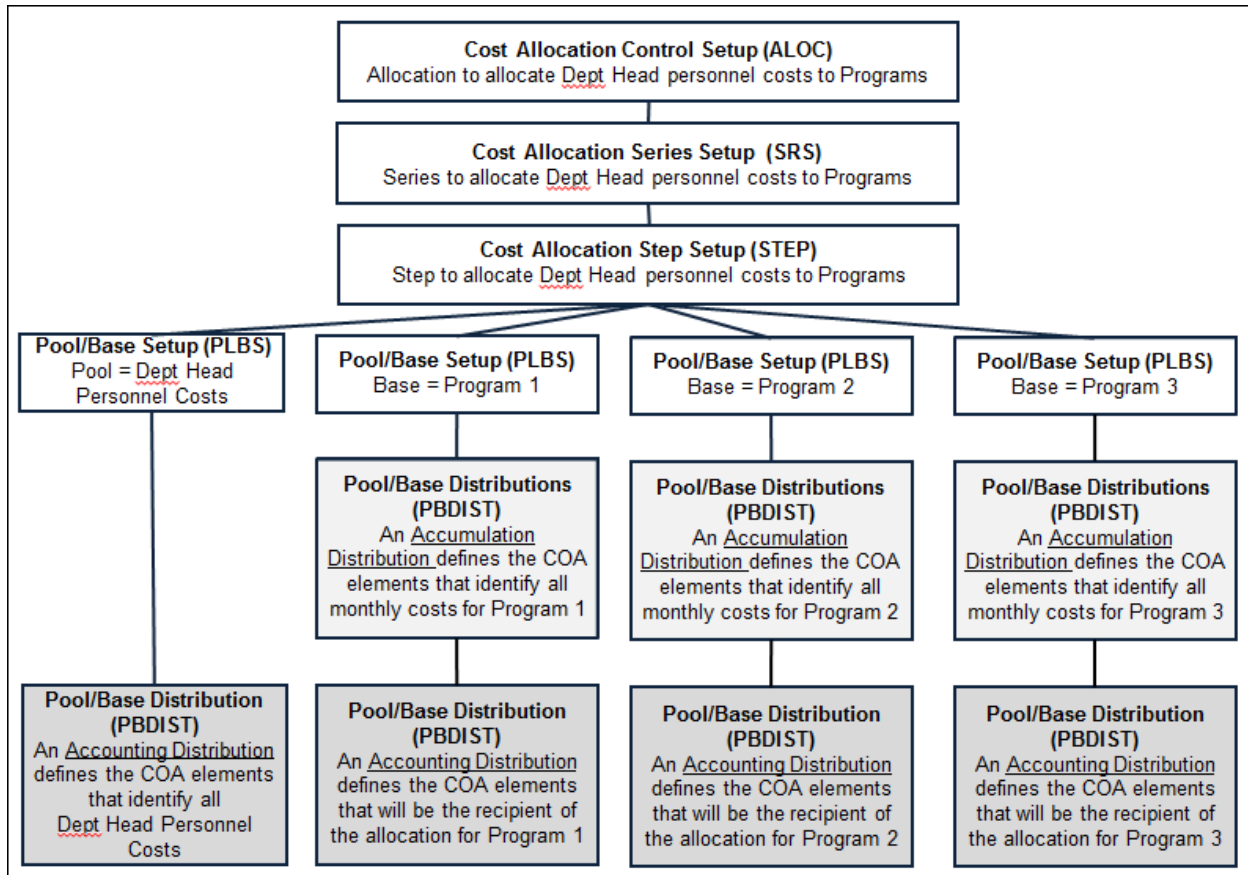 Cost Allocation Control Setup (ALOC)
Allocation to allocate Dept Head personnel costs to Programs
Cost Allocation Series Setup (SRS)
Series to allocate Dept Head personnel costs to Programs
Cost Allocation Step Setup (STEP)
Step to allocate Dept Head personnel costs to Programs
Pool/Base Setup (PLBS)
Pool = Dept Head
Personnel Costs
Pool/Base Setup (PLBS)
Base = Program 1
Pool/Base Setup (PLBS)
Base = Program 2
Pool/Base Setup (PLBS)
Base = Program 3
Pool/Base Distributions
(PBDIST)
An Accumulation
Distribution defines the COA
elements that identify all
monthly costs for Program 1
Pool/Base Distributions
(PBDIST)
An Accumulation
Distribution defines the COA
elements that identify all
monthly costs for Program 2
Pool/Base Distributions
(PBDIST)
An Accumulation
Distribution defines the COA
elements that identify all
monthly costs for Program 3
Pool/Base Distribution
(PBDIST)
An Accounting Distribution
defines the COA elements
that identify all
Dept Head Personnel
Costs
Pool/Base Distribution
(PBDIST)
An Accounting Distribution
defines the COA elements
that will be the recipient of
the allocation for Program 1
Pool/Base Distribution
(PBDIST)
An Accounting Distribution
defines the COA elements
that will be the recipient of
the allocation for Program 2
Pool/Base Distribution
(PBDIST)
An Accounting Distribution
defines the COA elements
that will be the recipient of
the allocation for Program 3